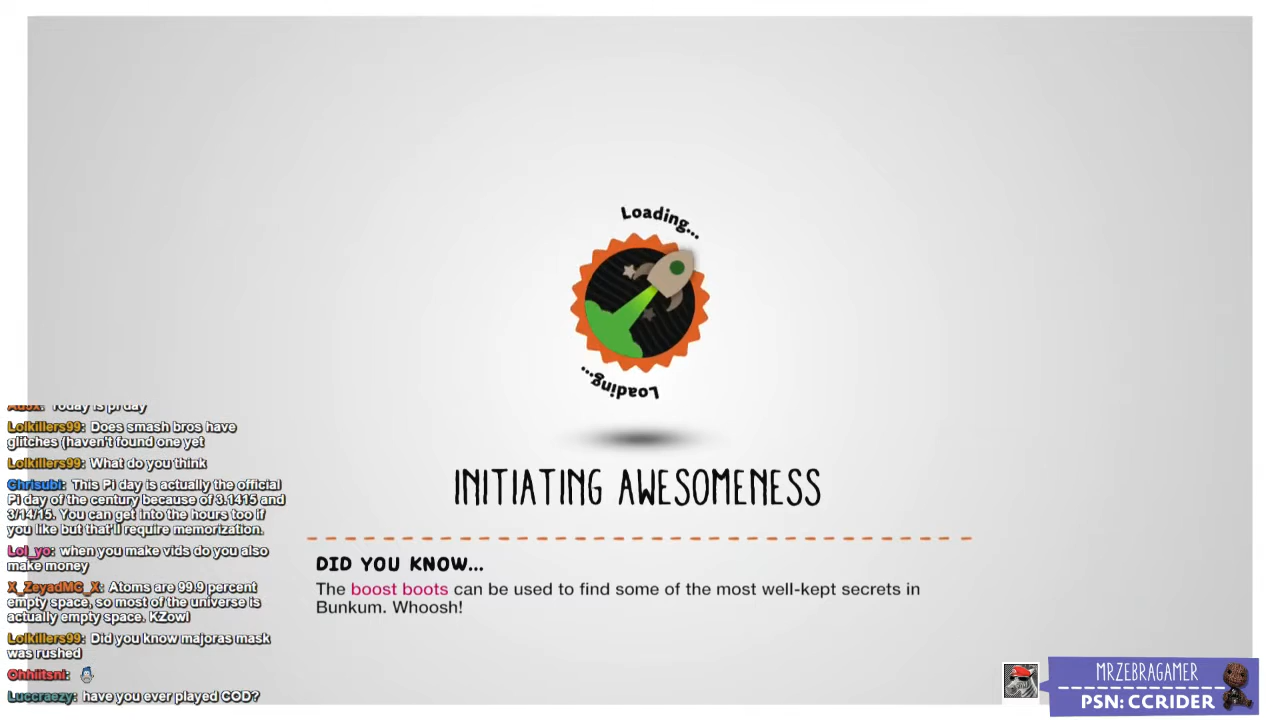 Loading...
Loading...
INITIATING AWESOMENESS
DID YOU KNOW...
The boost boots can be used to find some of the most well-kept secrets in
Bunkum. Whoosh!
Today is pi day
Lolkillers99: Does smash bros have
glitches (haven't found one yet
Lolkillers99: What do you think
Chrisubi: This Pi day is actually the official
Pi day of the century because of 3.1415 and
3/14/15. You can get into the hours too if
you like but that'll require memorization.
Lol_yo: when you make vids do you also
make money
X_ZeyadMG_X: Atoms are 99.9 percent
empty space, so most of the universe is
actually empty space. KZowl
Lolkillers99: Did you know majoras mask
was rushed
OhhiItsni:
Luccraezy: have you ever played COD?
MRZEBRAGAMER
PSN: CCRIDER